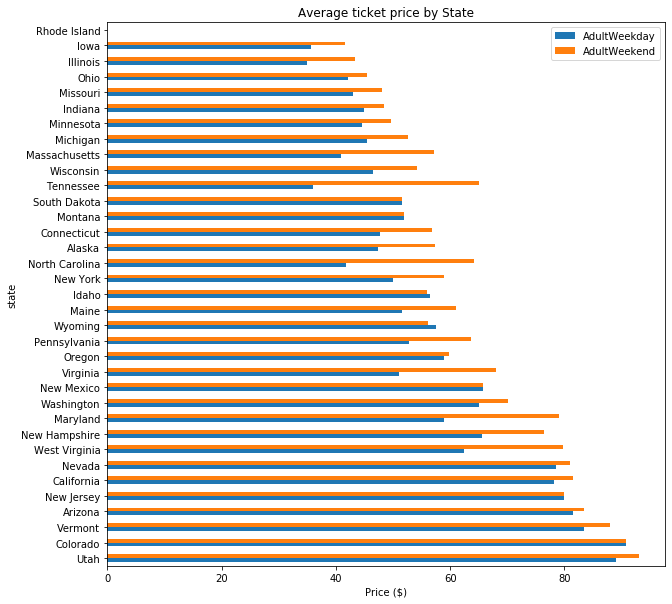 Average ticket price by State
AdultWeekday
AdultWeekend
Rhode Island
Iowa
Illinois
Ohio
Missouri
Indiana
Minnesota
Michigan
Massachusetts
Wisconsin
Tennessee
South Dakota
Montana
Connecticut
Alaska
North Carolina
New York
Idaho
Maine
Wyoming
Pennsylvania
Oregon
Virginia
New Mexico
Washington
Maryland
New Hampshire
West Virginia
Nevada
California
New Jersey
Arizona
Vermont
Colorado
Utah
state
0 20 40 60 80
Price ($)